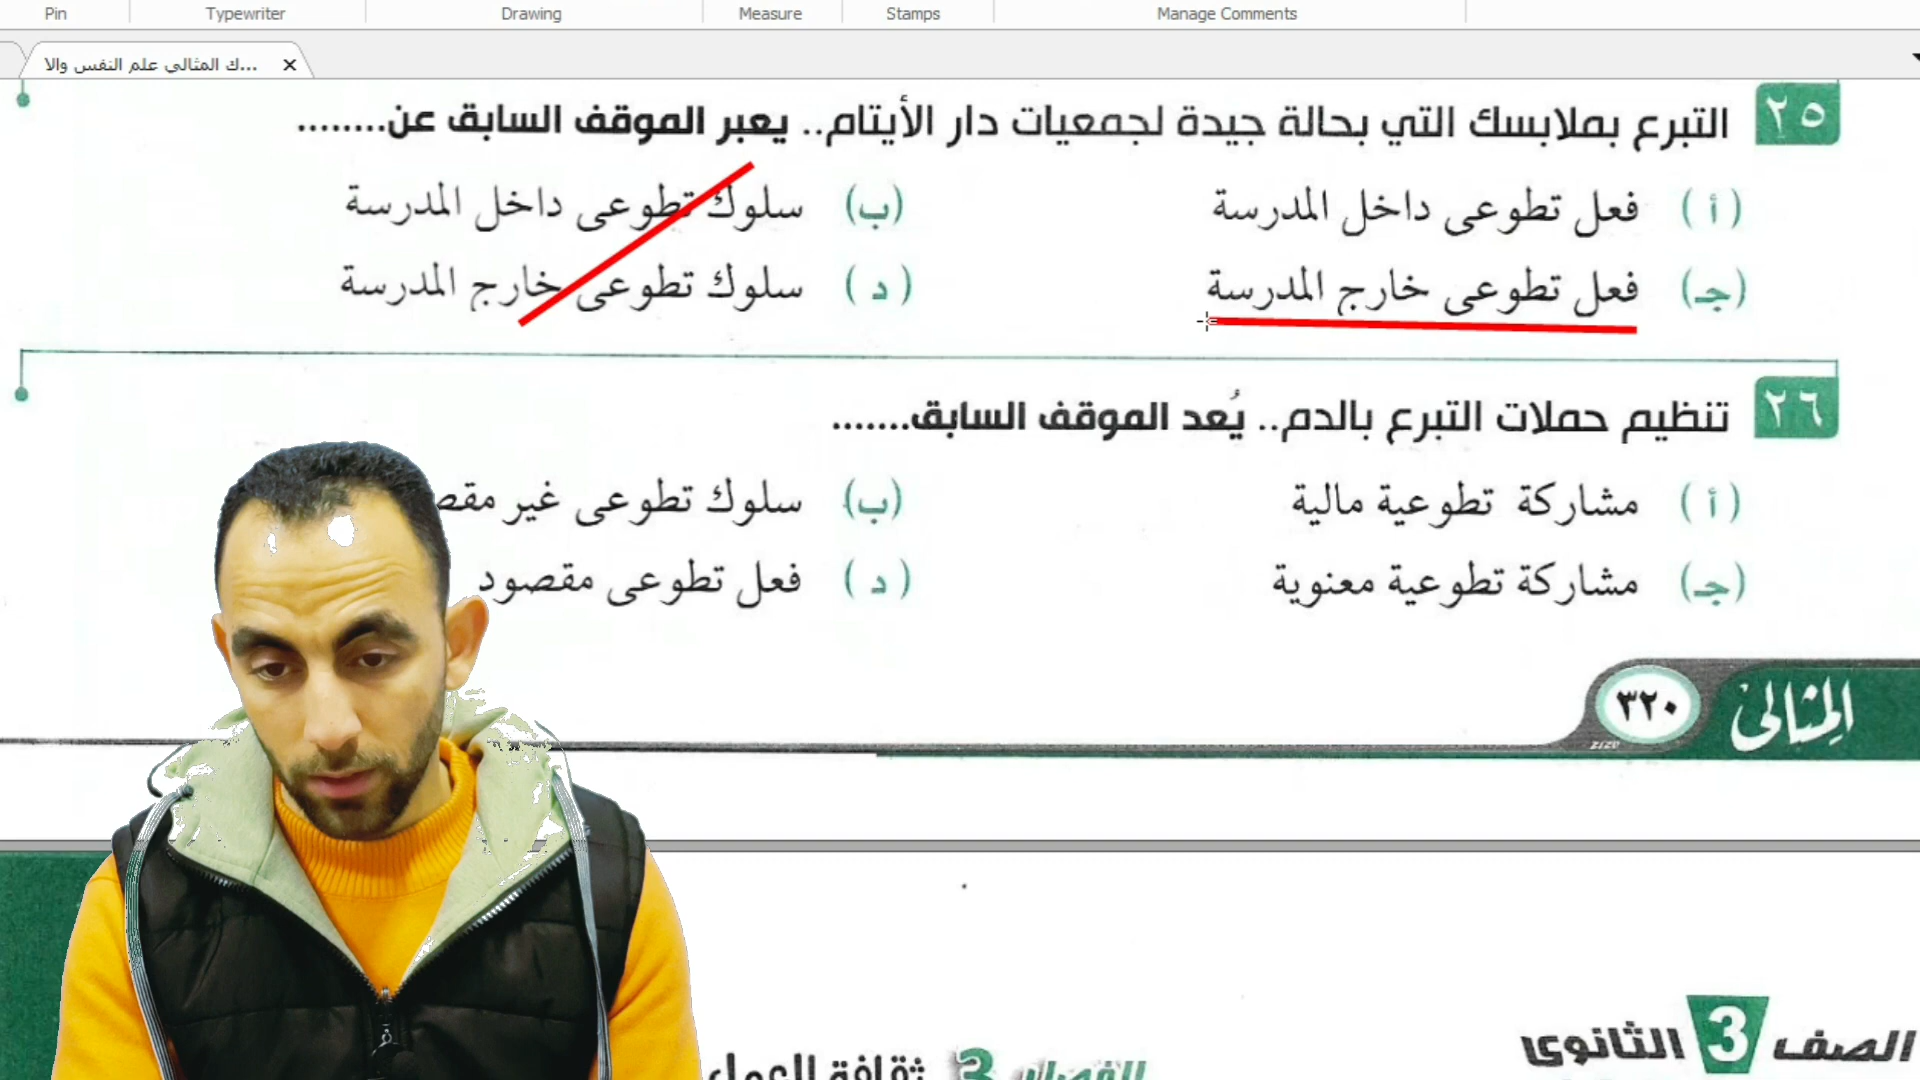 Pin Typewriter Drawing Measure Stamps Manage Comments
ك المثالي علم النفس والا...
٢٥ التبرع بملابسك التي بحالة جيدة لجمعيات دار الأيتام.. يعبر الموقف السابق عن........
(أ) فعل تطوعى داخل المدرسة (ب) سلوك تطوعى داخل المدرسة
(جـ) فعل تطوعى خارج المدرسة (د) سلوك تطوعى خارج المدرسة
٢٦ تنظيم حملات التبرع بالدم.. يُعد الموقف السابق.......
(أ) مشاركة تطوعية مالية (ب) سلوك تطوعى غير
(جـ) مشاركة تطوعية معنوية (د) فعل تطوعى مقصود
المثالى ٣٢٠
الصف 3 الثانوى
الفصل 3 ثقافة العمل